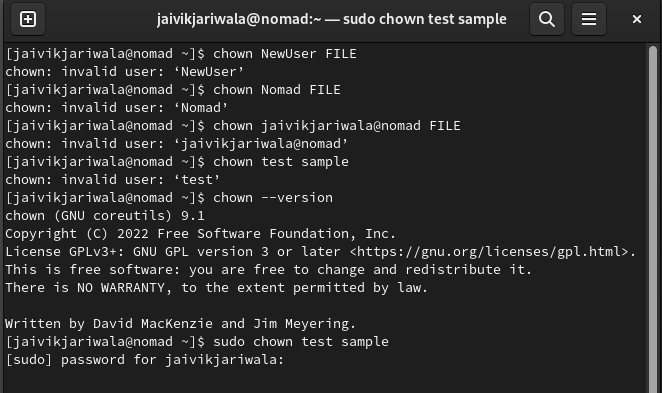 jaivikjariwala@nomad:~ — sudo chown test sample
[jaivikjariwala@nomad ~]$ chown NewUser FILE
chown: invalid user: ‘NewUser’
[jaivikjariwala@nomad ~]$ chown Nomad FILE
chown: invalid user: ‘Nomad’
[jaivikjariwala@nomad ~]$ chown jaivikjariwala@nomad FILE
chown: invalid user: ‘jaivikjariwala@nomad’
[jaivikjariwala@nomad ~]$ chown test sample
chown: invalid user: ‘test’
[jaivikjariwala@nomad ~]$ chown --version
chown (GNU coreutils) 9.1
Copyright (C) 2022 Free Software Foundation, Inc.
License GPLv3+: GNU GPL version 3 or later <https://gnu.org/licenses/gpl.html>.
This is free software: you are free to change and redistribute it.
There is NO WARRANTY, to the extent permitted by law.
Written by David MacKenzie and Jim Meyering.
[jaivikjariwala@nomad ~]$ sudo chown test sample
[sudo] password for jaivikjariwala: